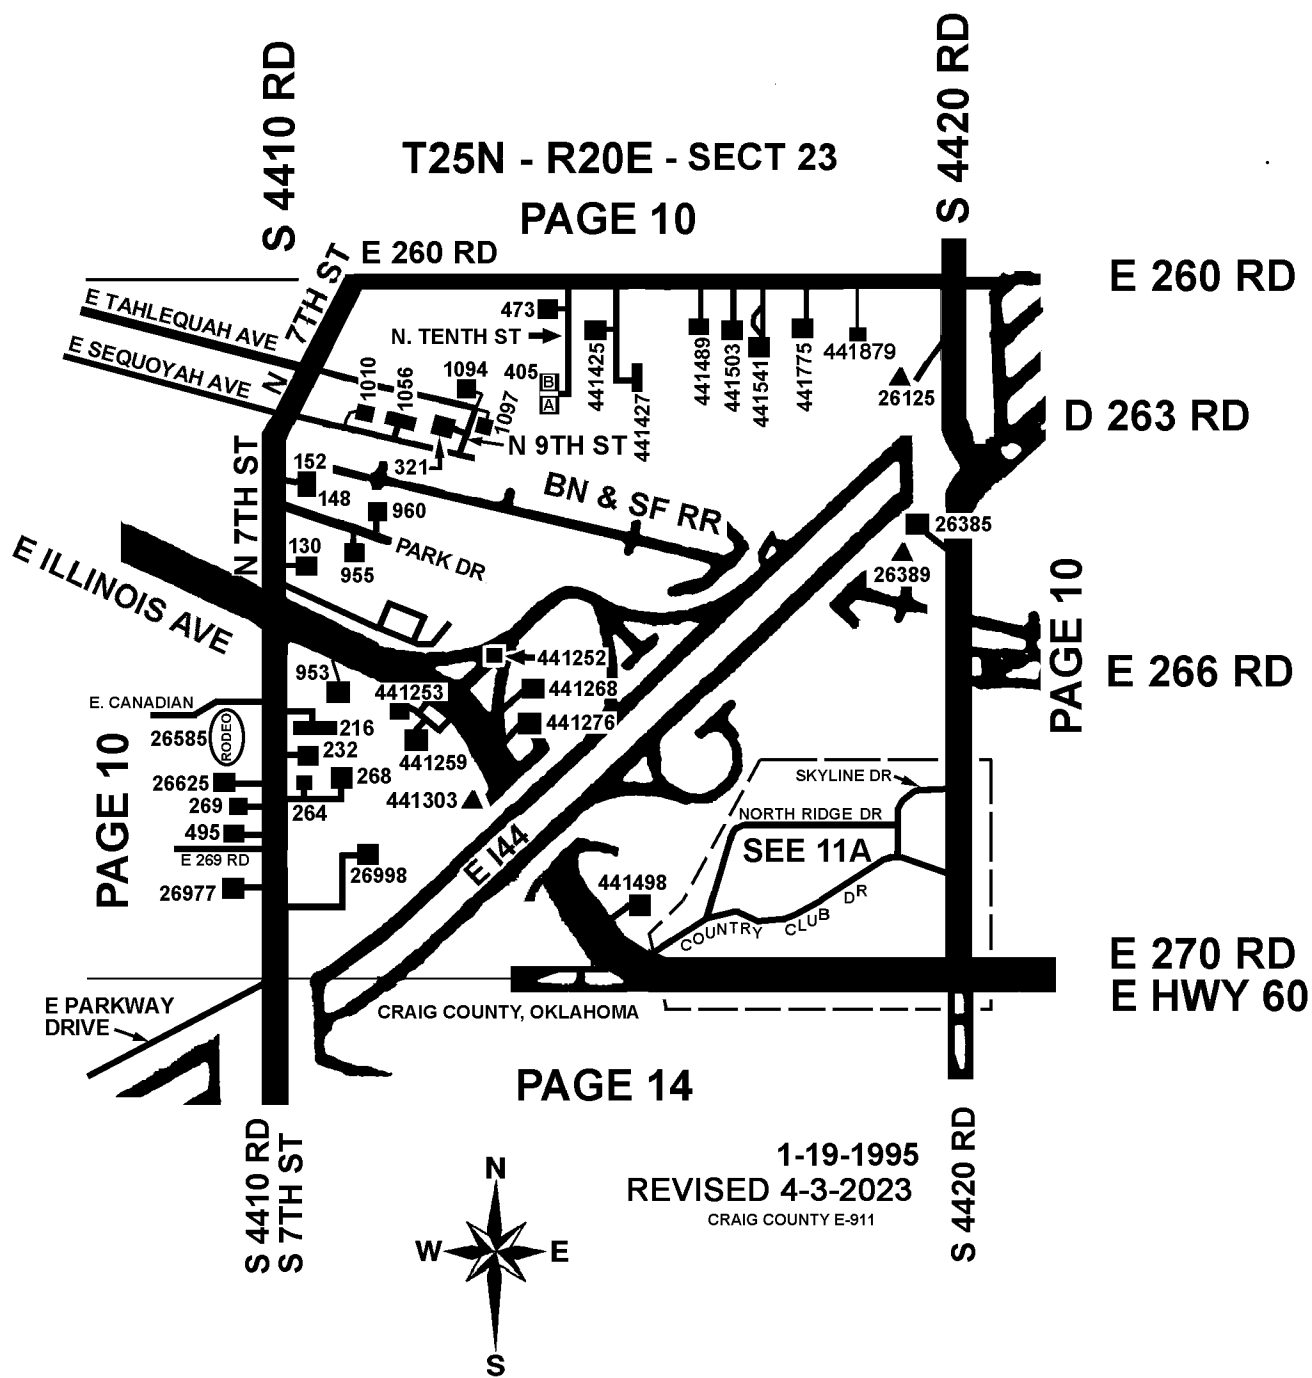 S 4410 RD
S 4420 RD
T25N - R20E - SECT 23
PAGE 10
E 260 RD
E 260 RD
N 7TH ST
E TAHLEQUAH AVE
E SEQUOYAH AVE
473
N. TENTH ST
405
B
A
441425
441427
441489
441503
441541
441775
441879
26125
D 263 RD
1010
1056
1094
1097
N 9TH ST
321
N 7TH ST
152
148
BN & SF RR
960
955
PARK DR
130
26385
26389
E ILLINOIS AVE
PAGE 10
E 266 RD
953
441252
441253
441268
441276
441259
441303
E. CANADIAN
26585
RODEO
216
232
26625
268
264
269
495
E 269 RD
26977
26998
PAGE 10
E I44
441498
SKYLINE DR
NORTH RIDGE DR
SEE 11A
COUNTRY CLUB DR
E 270 RD
E HWY 60
E PARKWAY
DRIVE
CRAIG COUNTY, OKLAHOMA
PAGE 14
S 4410 RD
S 7TH ST
S 4420 RD
1-19-1995
REVISED 4-3-2023
CRAIG COUNTY E-911
N
W
E
S